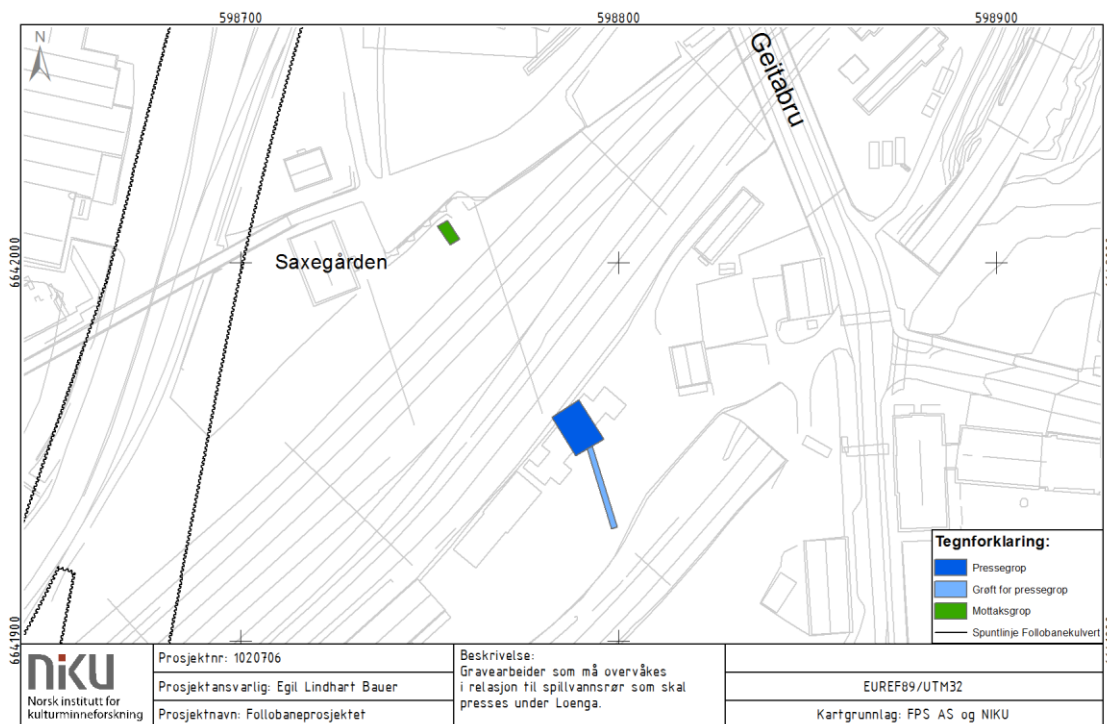 598700
598800
598900
N
Geitabru
Saxegården
6642000
6641900
Tegnforklaring:
Pressegrop
Grøft for pressegrop
Mottaksgrop
Spuntlinje Follobanekulvert
niku
Norsk institutt for
kulturminneforskning
Prosjektnr: 1020706
Prosjektansvarlig: Egil Lindhart Bauer
Prosjektnavn: Follobaneprosjektet
Beskrivelse:
Gravearbeider som må overvåkes
i relasjon til spillvannsrør som skal
presses under Loenga.
EUREF89/UTM32
Kartgrunnlag: FPS AS og NIKU